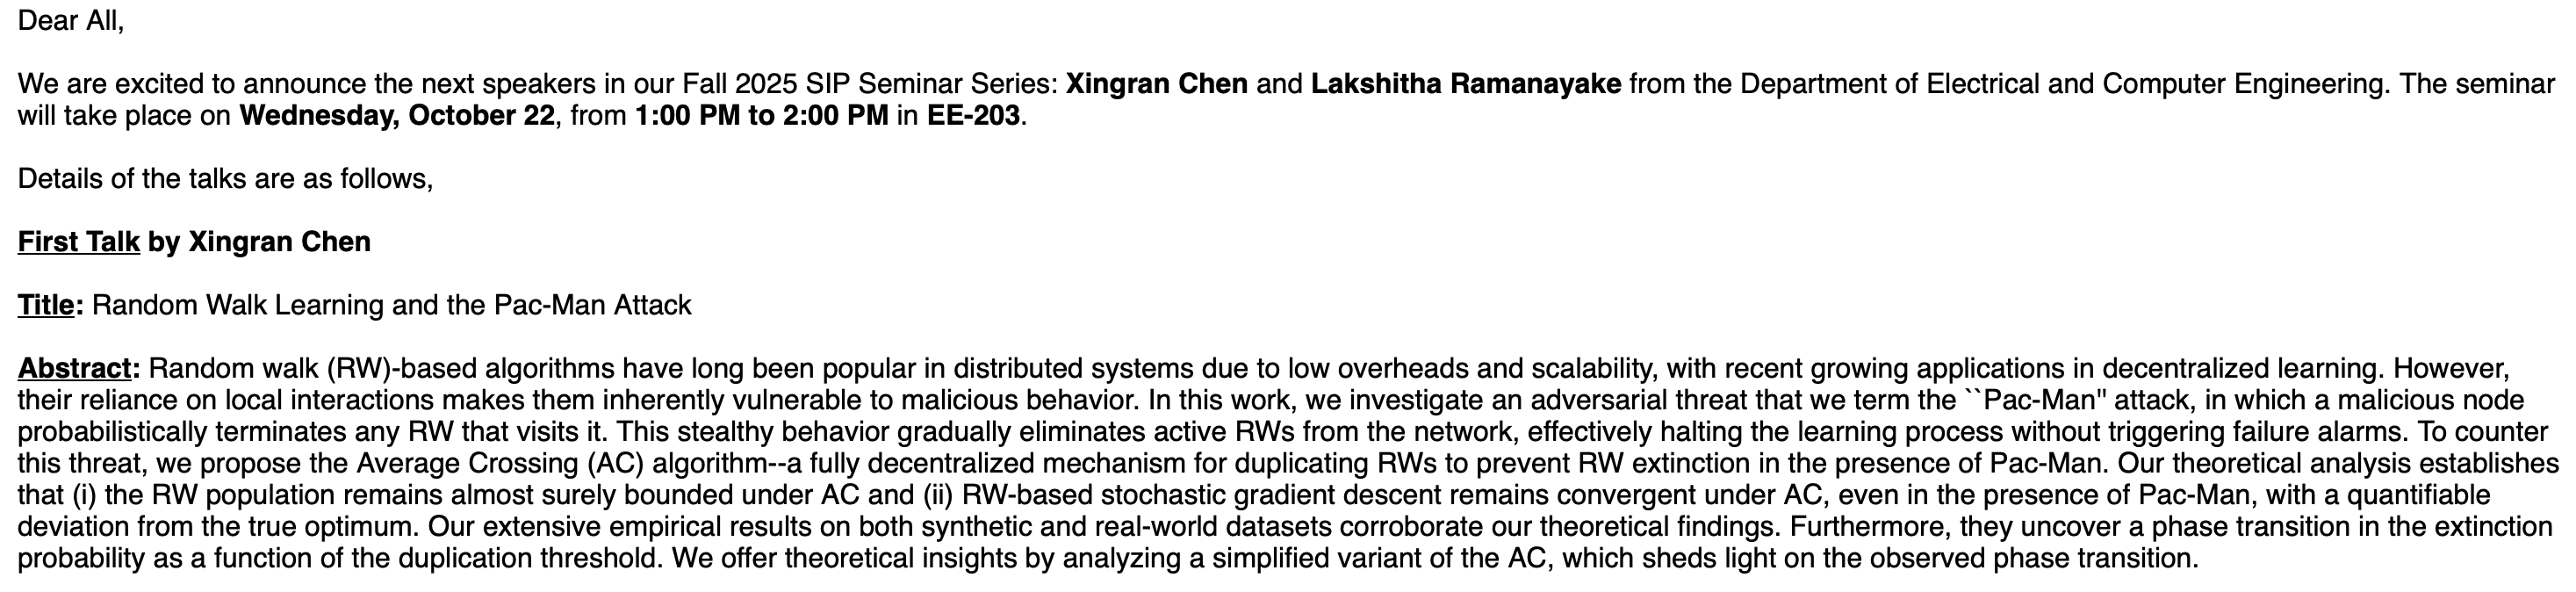 Dear All,
We are excited to announce the next speakers in our Fall 2025 SIP Seminar Series: Xingran Chen and Lakshitha Ramanayake from the Department of Electrical and Computer Engineering. The seminar
will take place on Wednesday, October 22, from 1:00 PM to 2:00 PM in EE-203.
Details of the talks are as follows,
First Talk by Xingran Chen
Title: Random Walk Learning and the Pac-Man Attack
Abstract: Random walk (RW)-based algorithms have long been popular in distributed systems due to low overheads and scalability, with recent growing applications in decentralized learning. However,
their reliance on local interactions makes them inherently vulnerable to malicious behavior. In this work, we investigate an adversarial threat that we term the ``Pac-Man" attack, in which a malicious node
probabilistically terminates any RW that visits it. This stealthy behavior gradually eliminates active RWs from the network, effectively halting the learning process without triggering failure alarms. To counter
this threat, we propose the Average Crossing (AC) algorithm--a fully decentralized mechanism for duplicating RWs to prevent RW extinction in the presence of Pac-Man. Our theoretical analysis establishes
that (i) the RW population remains almost surely bounded under AC and (ii) RW-based stochastic gradient descent remains convergent under AC, even in the presence of Pac-Man, with a quantifiable
deviation from the true optimum. Our extensive empirical results on both synthetic and real-world datasets corroborate our theoretical findings. Furthermore, they uncover a phase transition in the extinction
probability as a function of the duplication threshold. We offer theoretical insights by analyzing a simplified variant of the AC, which sheds light on the observed phase transition.